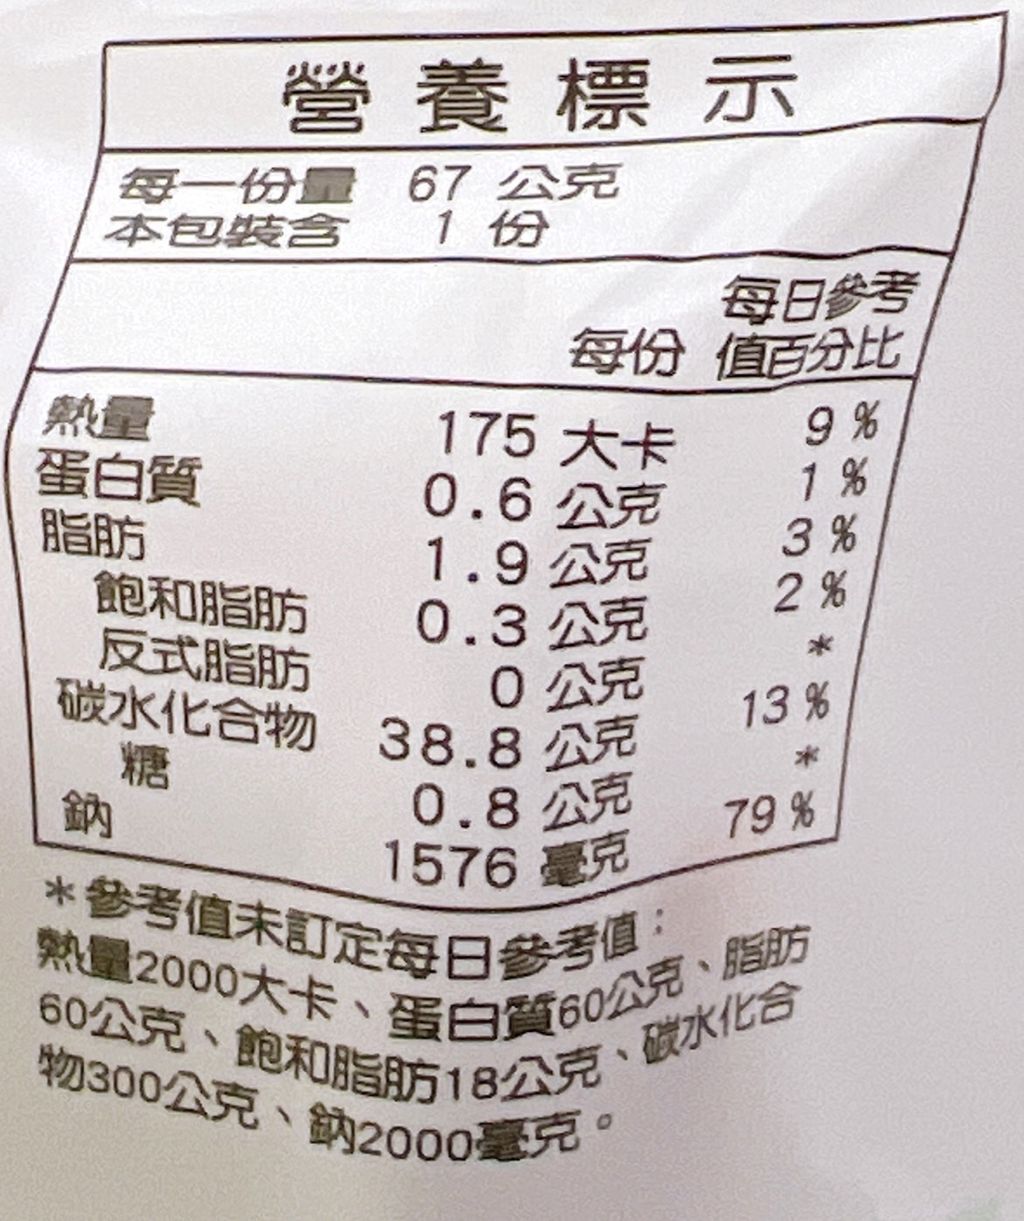 營養標示
每一份量 67 公克
本包裝含 1 份
每份 每日參考值百分比
熱量 175 大卡 9 %
蛋白質 0.6 公克 1 %
脂肪 1.9 公克 3 %
飽和脂肪 0.3 公克 2 %
反式脂肪 0 公克 *
碳水化合物 38.8 公克 13 %
糖 0.8 公克 *
鈉 1576 毫克 79 %
*參考值未訂定每日參考值：
熱量2000大卡、蛋白質60公克、脂肪
60公克、飽和脂肪18公克、碳水化合
物300公克、鈉2000毫克。